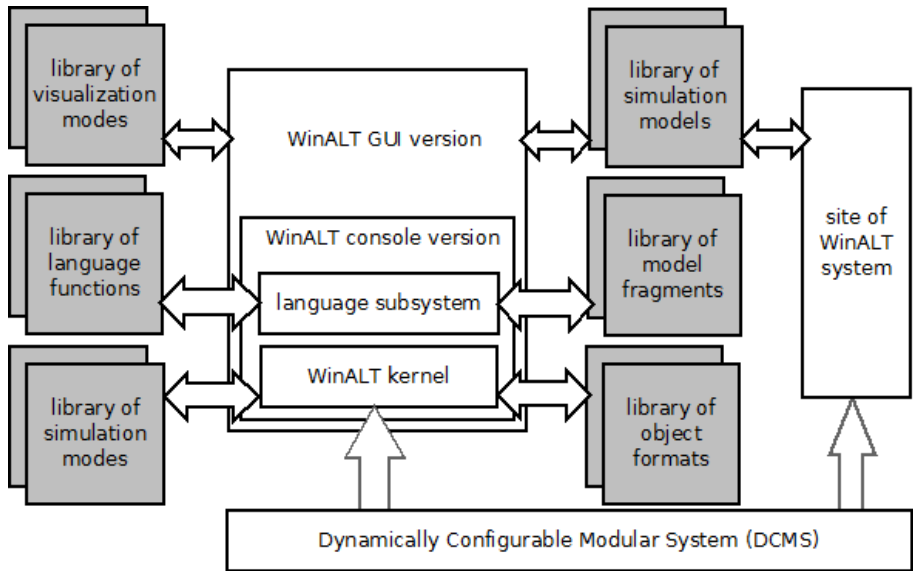 library of
visualization
modes
WinALT GUI version
library of
simulation
models
library of
language
functions
WinALT console version
language subsystem
library of
model
fragments
site of
WinALT
system
library of
simulation
modes
WinALT kernel
library of
object
formats
Dynamically Configurable Modular System (DCMS)